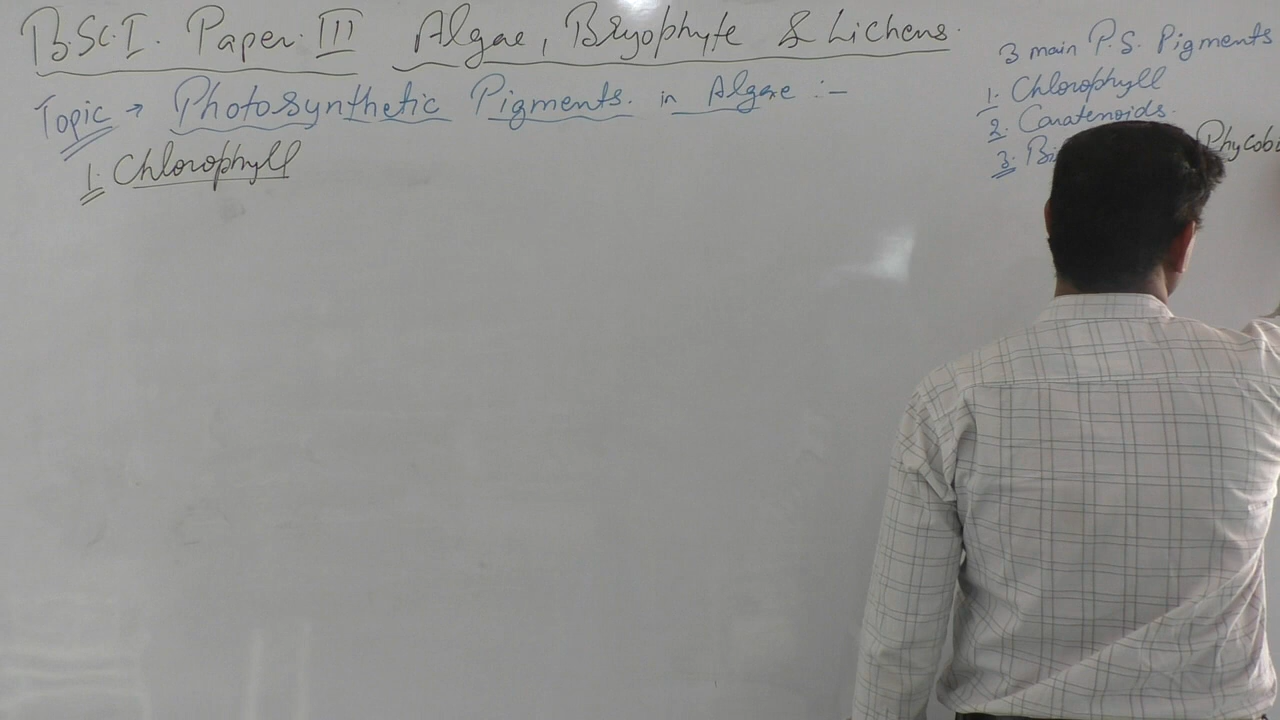 B.Sc.I. Paper. III Algae, Bryophyte & Lichens.
Topic → Photosynthetic Pigments. in Algae :-
1. Chlorophyll
3 main P.S. Pigments
1. Chlorophyll
2. Caratenoids.
3.